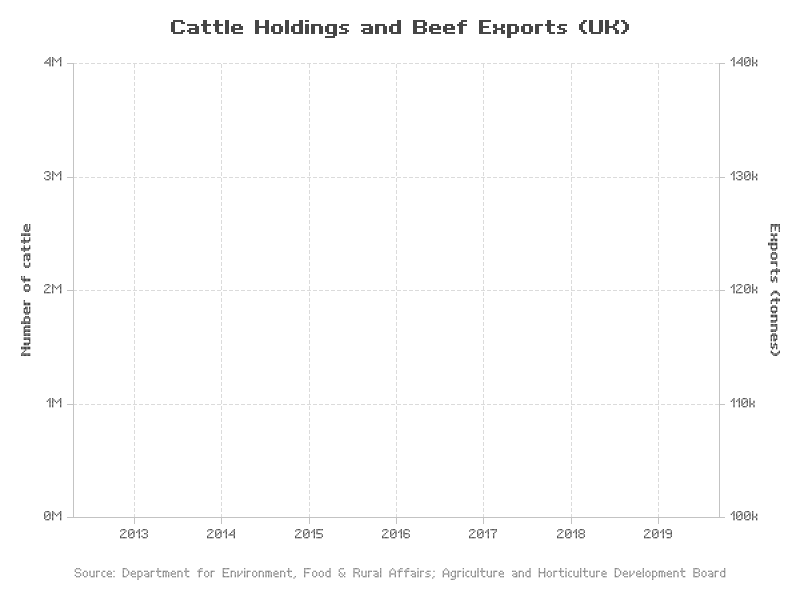 Cattle Holdings and Beef Exports (UK)
4M
140k
3M
130k
Number of cattle
Exports (tonnes)
2M
120k
1M
110k
0M
100k
2013 2014 2015 2016 2017 2018 2019
Source: Department for Environment, Food & Rural Affairs; Agriculture and Horticulture Development Board